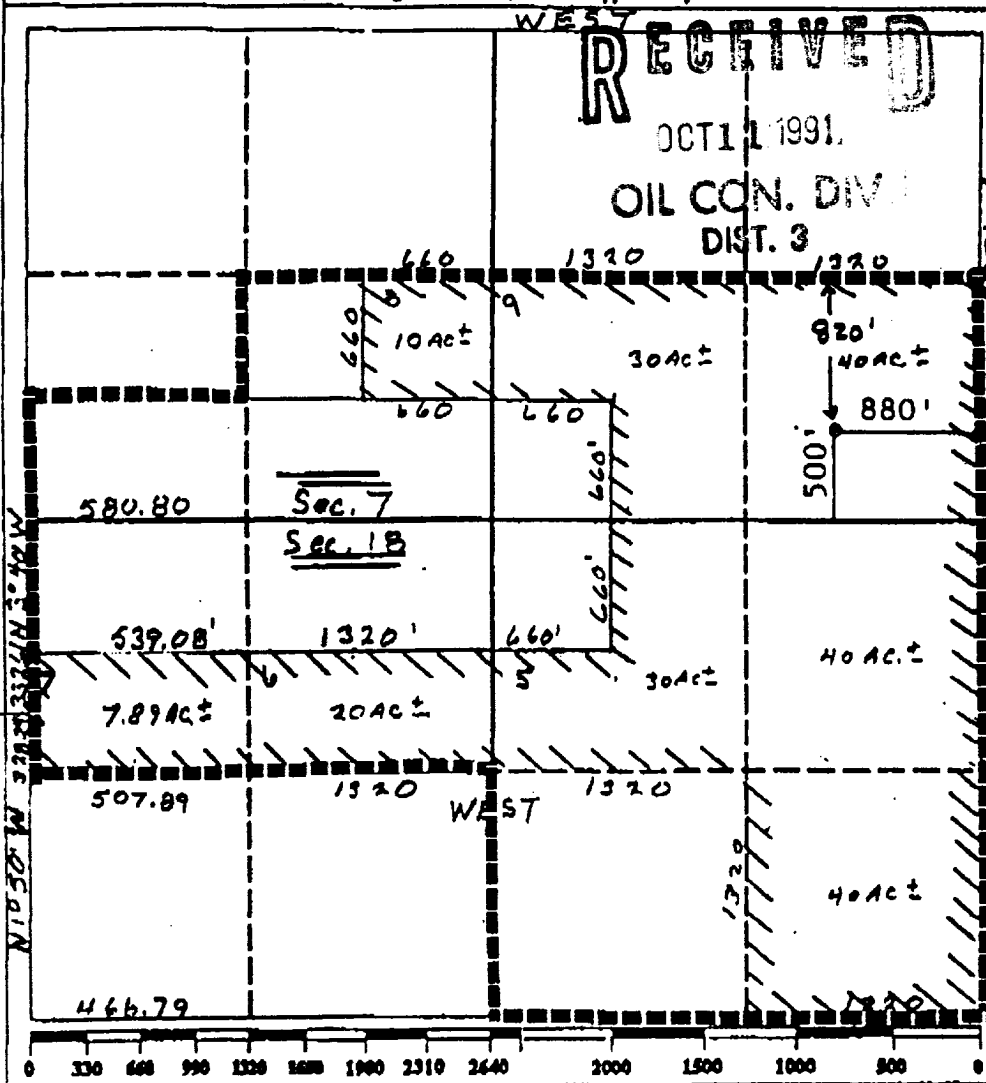 WEST
RECEIVED
OCT 11 1991.
OIL CON. DIV.
DIST. 3
660 1320 1320
8 9
660 10 Ac± 30 Ac± 820' 40 Ac.±
880'
660 660
660' 500'
580.80 Sec. 7
Sec. 18
660'
539.08' 1320' 660' 40 AC.±
6 5
7.89 Ac.± 20 Ac± 30 Ac±
507.89 1320 1320
WEST
1320 40 Ac±
N 1° 30' W
466.79 1320
0 330 660 990 1320 1650 1980 2310 2640 2000 1500 1000 500 0